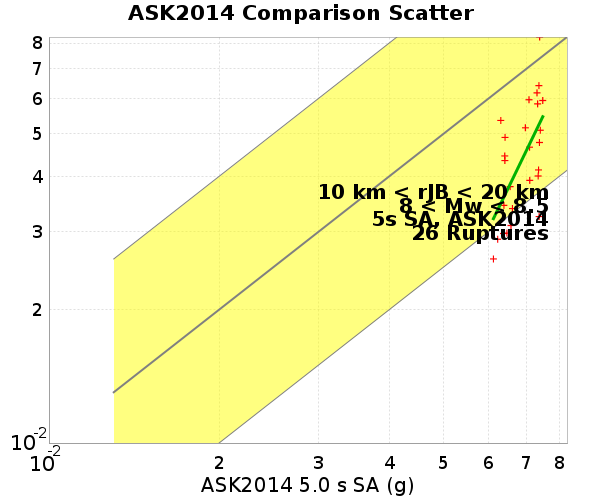 ASK2014 Comparison Scatter
8
7
6
5
4
3
2
10-2
10 km < rJB < 20 km
8 < Mw < 8.5
5s SA, ASK2014
26 Ruptures
10-2
2 3 4 5 6 7 8
ASK2014 5.0 s SA (g)